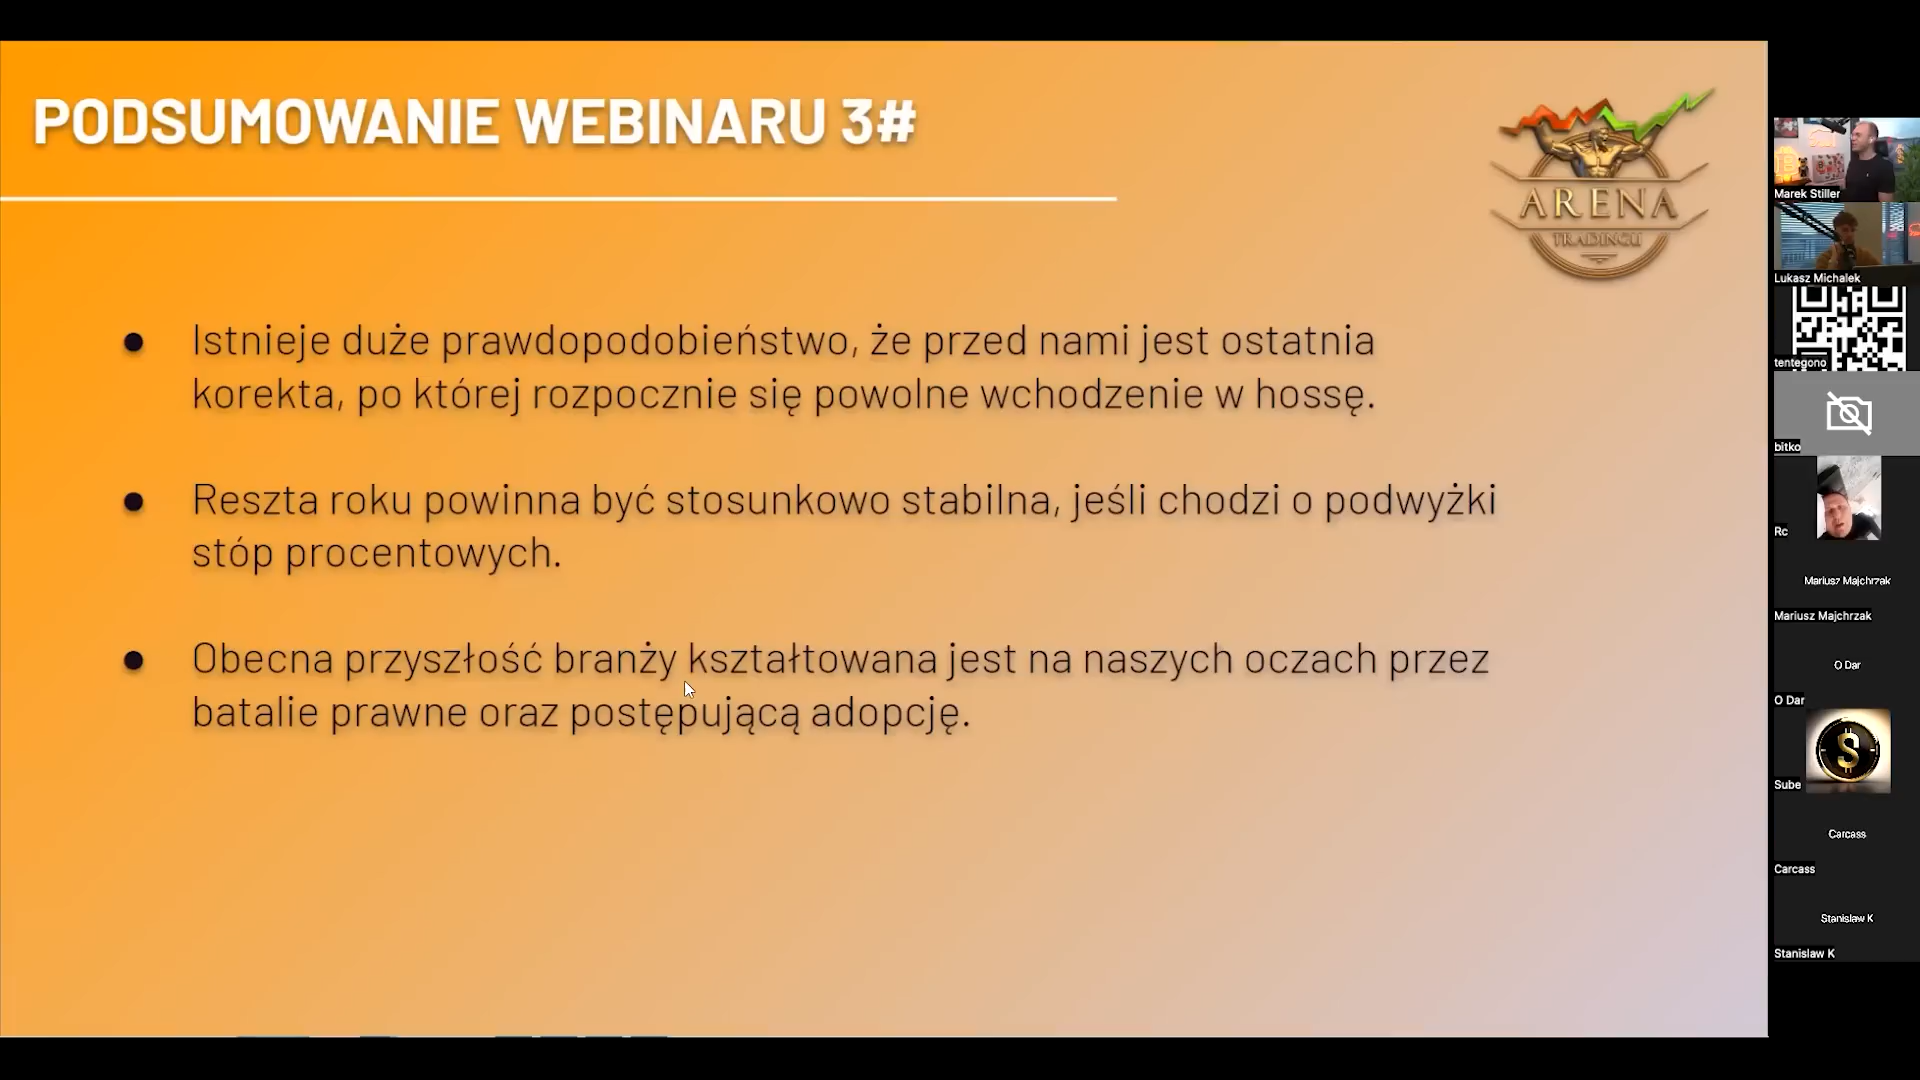 PODSUMOWANIE WEBINARU 3#
ARENA
TRADINGU
● Istnieje duże prawdopodobieństwo, że przed nami jest ostatnia
korekta, po której rozpocznie się powolne wchodzenie w hossę.
● Reszta roku powinna być stosunkowo stabilna, jeśli chodzi o podwyżki
stóp procentowych.
● Obecna przyszłość branży kształtowana jest na naszych oczach przez
batalie prawne oraz postępującą adopcję.
Marek Stiller
Lukasz Michalek
tentegono
bitko
Rc
Mariusz Majchrzak
Mariusz Majchrzak
O Dar
O Dar
Sube
Carcass
Carcass
Stanislaw K
Stanislaw K